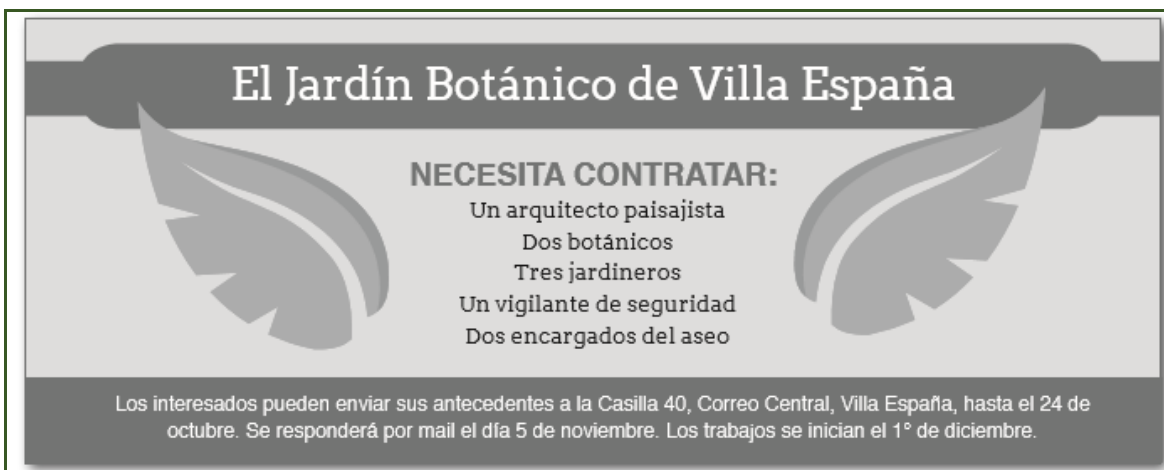 El Jardín Botánico de Villa España
NECESITA CONTRATAR:
Un arquitecto paisajista
Dos botánicos
Tres jardineros
Un vigilante de seguridad
Dos encargados del aseo
Los interesados pueden enviar sus antecedentes a la Casilla 40, Correo Central, Villa España, hasta el 24 de
octubre. Se responderá por mail el día 5 de noviembre. Los trabajos se inician el 1° de diciembre.